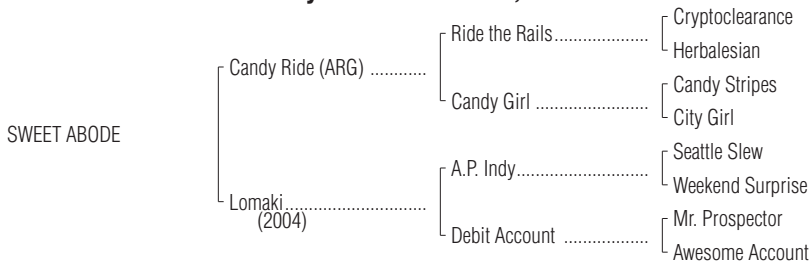 Cryptoclearance
Ride the Rails
Herbalesian
Candy Ride (ARG)
Candy Stripes
Candy Girl
City Girl
SWEET ABODE
Seattle Slew
A.P. Indy
Weekend Surprise
Lomaki
(2004)
Mr. Prospector
Debit Account
Awesome Account